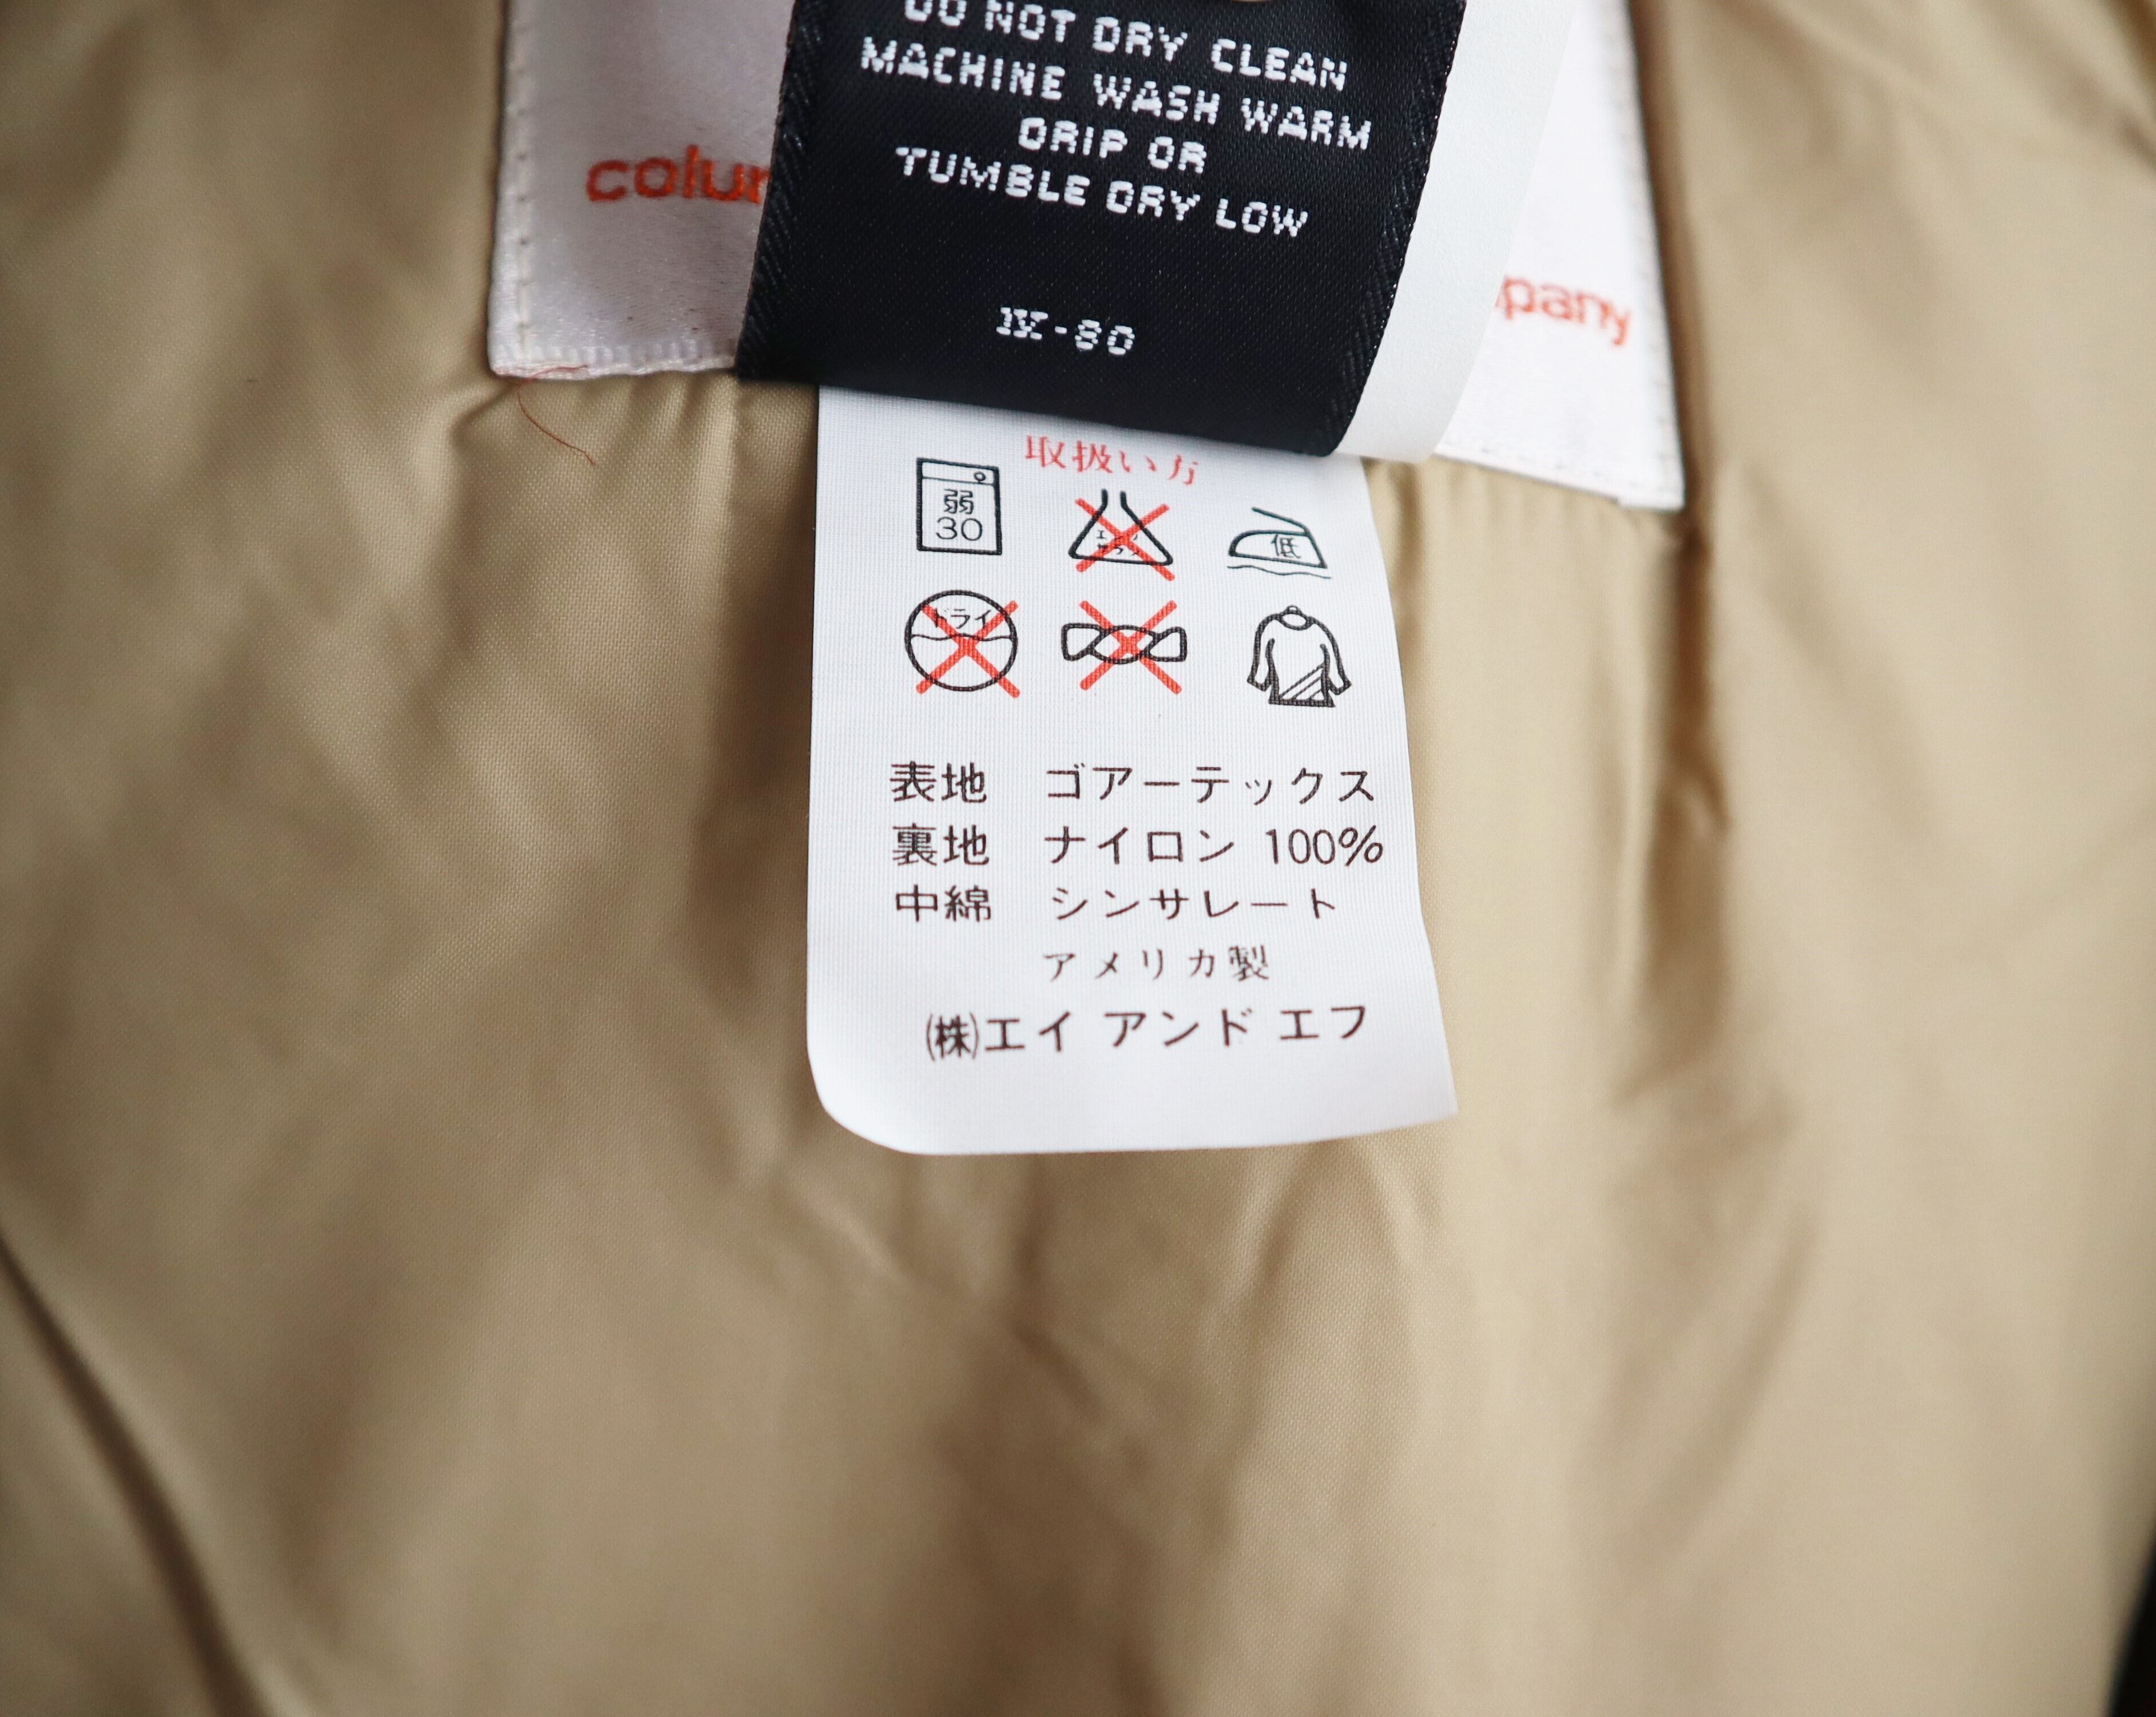 DO NOT DRY CLEAN
MACHINE WASH WARM
DRIP OR
TUMBLE DRY LOW
IV-80
取扱い方
弱
30
低
ドライ
表地 ゴアーテックス
裏地 ナイロン 100%
中綿 シンサレート
アメリカ製
㈱エイ アンド エフ